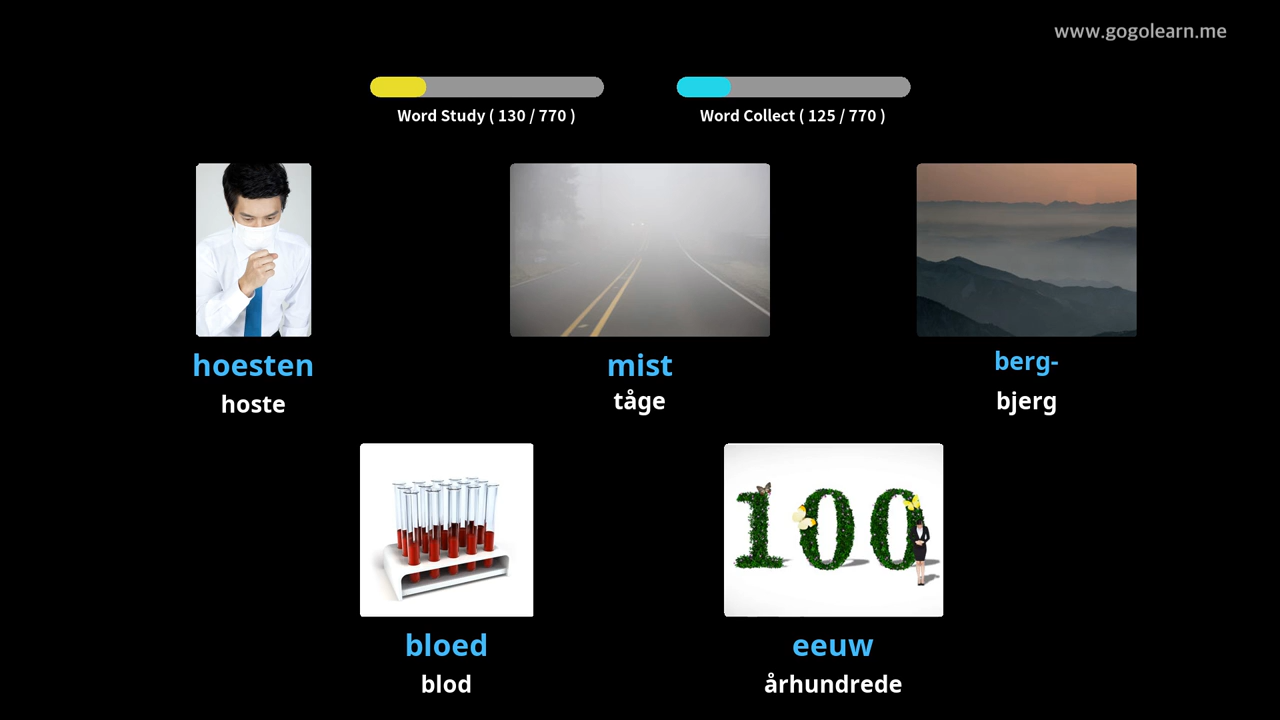 www.gogolearn.me
Word Study ( 130 / 770 )
Word Collect ( 125 / 770 )
hoesten
hoste
mist
tåge
berg-
bjerg
bloed
blod
100
eeuw
århundrede